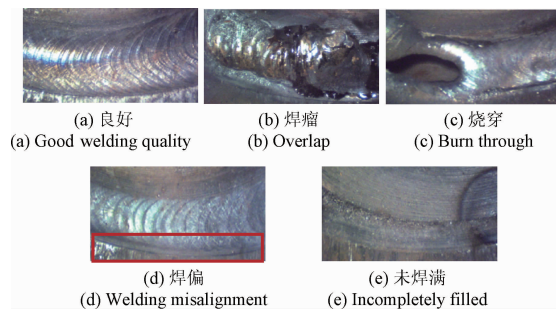 (a) 良好
(a) Good welding quality
(b) 焊瘤
(b) Overlap
(c) 烧穿
(c) Burn through
(d) 焊偏
(d) Welding misalignment
(e) 未焊满
(e) Incompletely filled